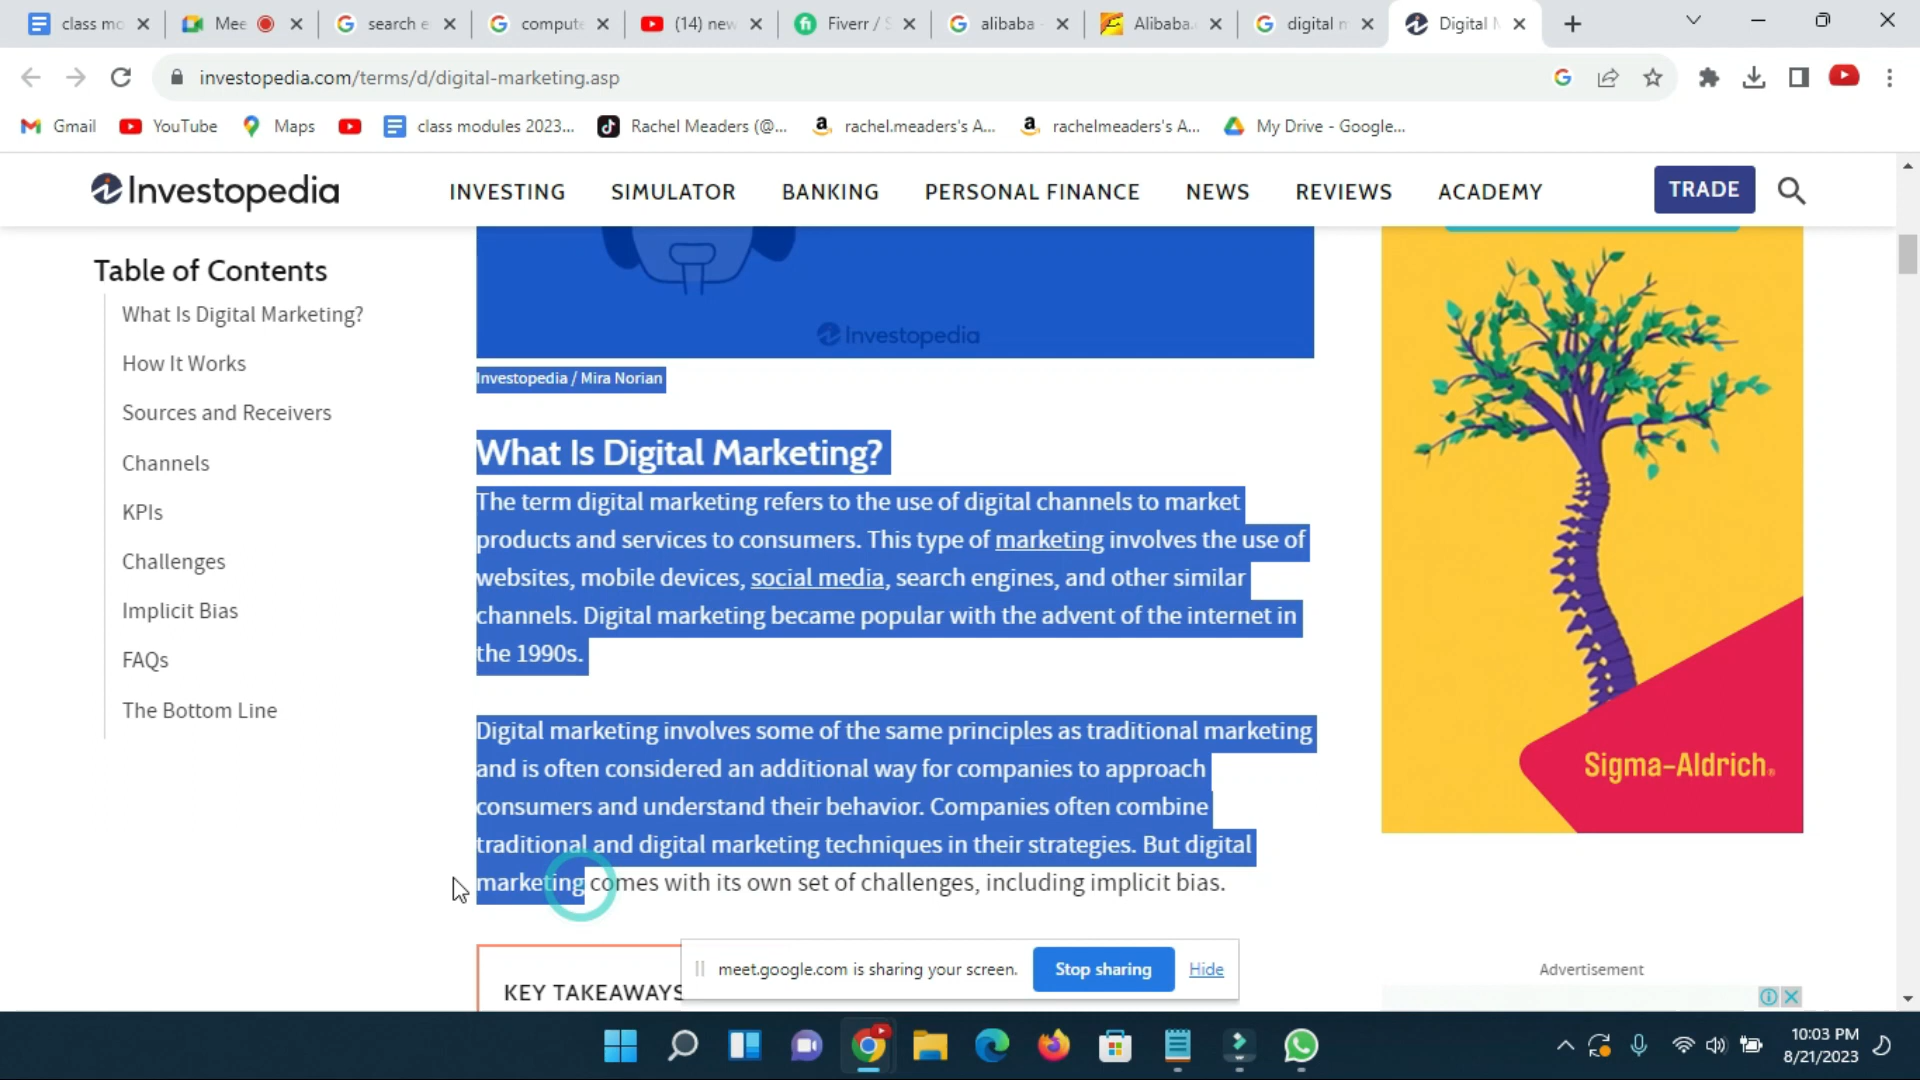 class mo
Mee
search e
compute
(14) new
Fiverr / S
alibaba -
Alibaba.
digital m
Digital M
investopedia.com/terms/d/digital-marketing.asp
Gmail
YouTube
Maps
class modules 2023...
Rachel Meaders (@...
rachel.meaders's A...
rachelmeaders's A...
My Drive - Google...
Investopedia
INVESTING
SIMULATOR
BANKING
PERSONAL FINANCE
NEWS
REVIEWS
ACADEMY
TRADE
Table of Contents
What Is Digital Marketing?
How It Works
Sources and Receivers
Channels
KPIs
Challenges
Implicit Bias
FAQs
The Bottom Line
Investopedia
Investopedia / Mira Norian
What Is Digital Marketing?
The term digital marketing refers to the use of digital channels to market
products and services to consumers. This type of marketing involves the use of
websites, mobile devices, social media, search engines, and other similar
channels. Digital marketing became popular with the advent of the internet in
the 1990s.
Digital marketing involves some of the same principles as traditional marketing
and is often considered an additional way for companies to approach
consumers and understand their behavior. Companies often combine
traditional and digital marketing techniques in their strategies. But digital
marketing comes with its own set of challenges, including implicit bias.
KEY TAKEAWAYS
Sigma-Aldrich®
Advertisement
meet.google.com is sharing your screen.
Stop sharing
Hide
10:03 PM
8/21/2023